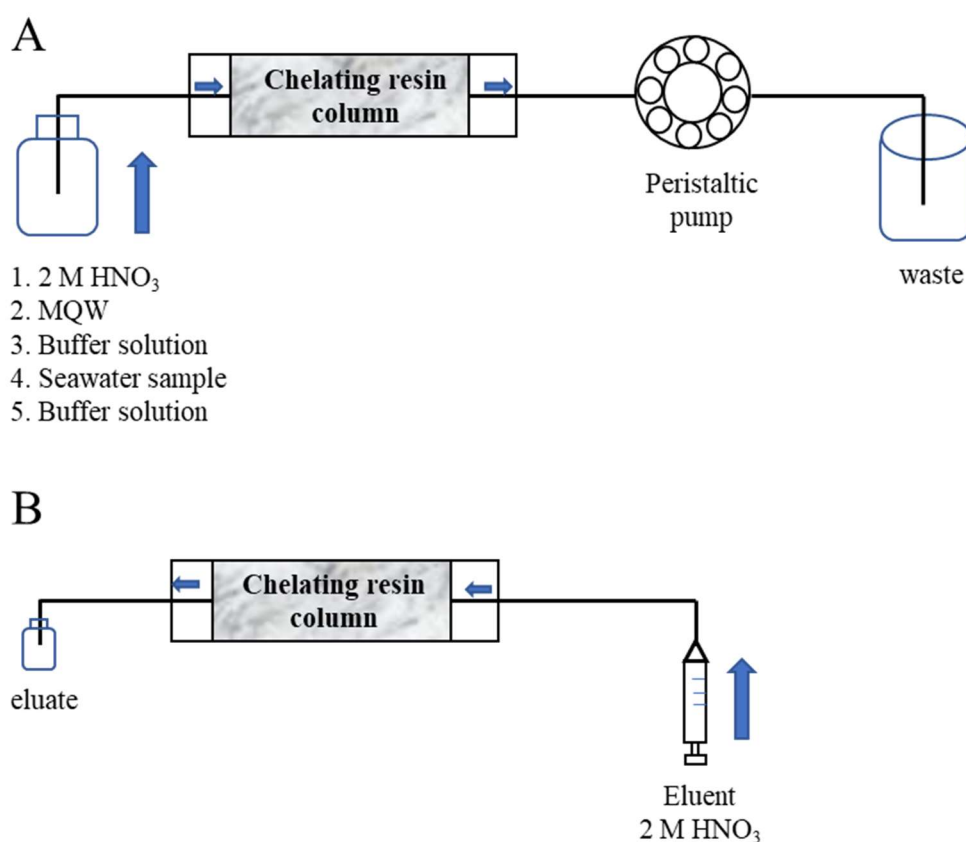 A
Chelating resin
column
Peristaltic
pump
waste
1. 2 M HNO₃
2. MQW
3. Buffer solution
4. Seawater sample
5. Buffer solution
B
Chelating resin
column
eluate
Eluent
2 M HNO₃